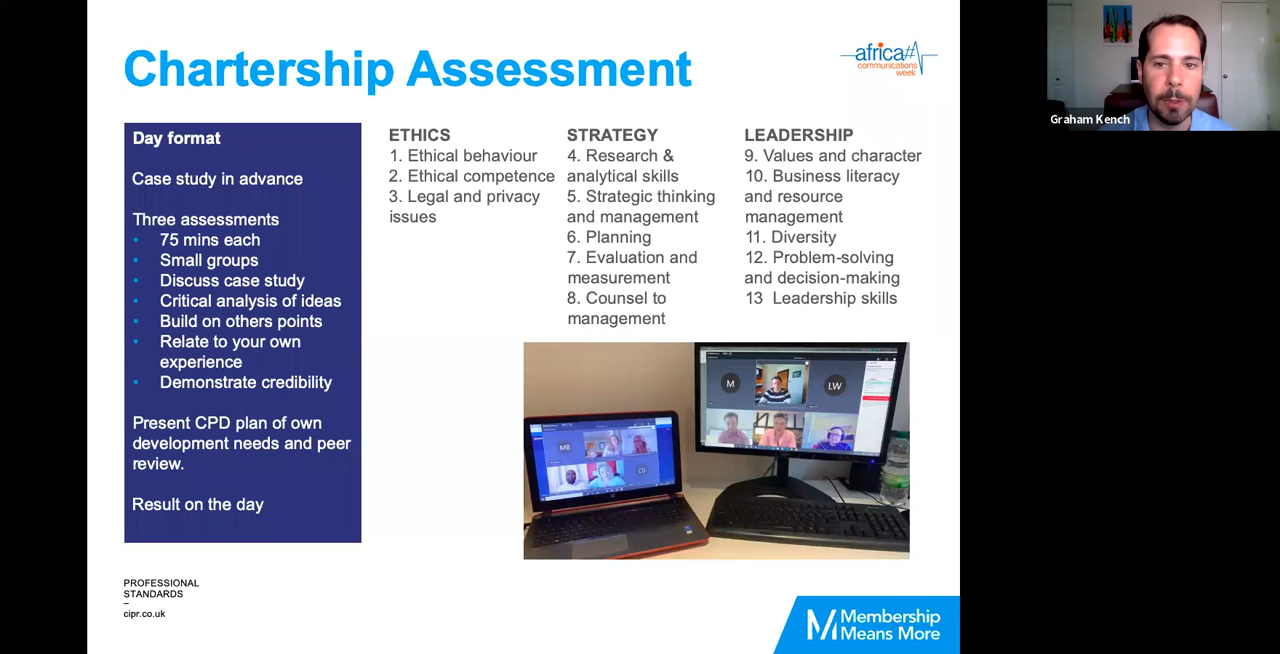 Chartership Assessment
africa#
communications
week
Graham Kench
Day format
Case study in advance
Three assessments
• 75 mins each
• Small groups
• Discuss case study
• Critical analysis of ideas
• Build on others points
• Relate to your own
experience
• Demonstrate credibility
Present CPD plan of own
development needs and peer
review.
Result on the day
ETHICS
1. Ethical behaviour
2. Ethical competence
3. Legal and privacy
issues
STRATEGY
4. Research &
analytical skills
5. Strategic thinking
and management
6. Planning
7. Evaluation and
measurement
8. Counsel to
management
LEADERSHIP
9. Values and character
10. Business literacy
and resource
management
11. Diversity
12. Problem-solving
and decision-making
13 Leadership skills
M
LW
MB
CD
PROFESSIONAL
STANDARDS
–
cipr.co.uk
Membership
Means More